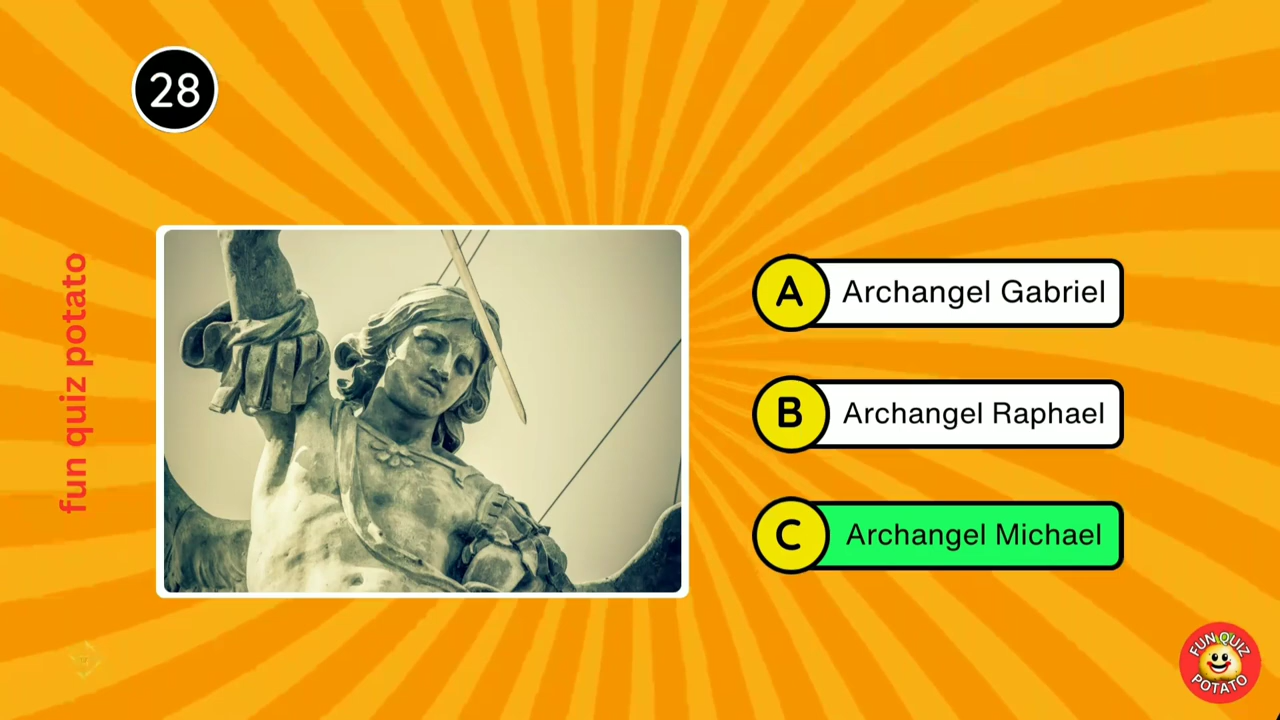 28
fun quiz potato
A
Archangel Gabriel
B
Archangel Raphael
C
Archangel Michael
FUN QUIZ
POTATO